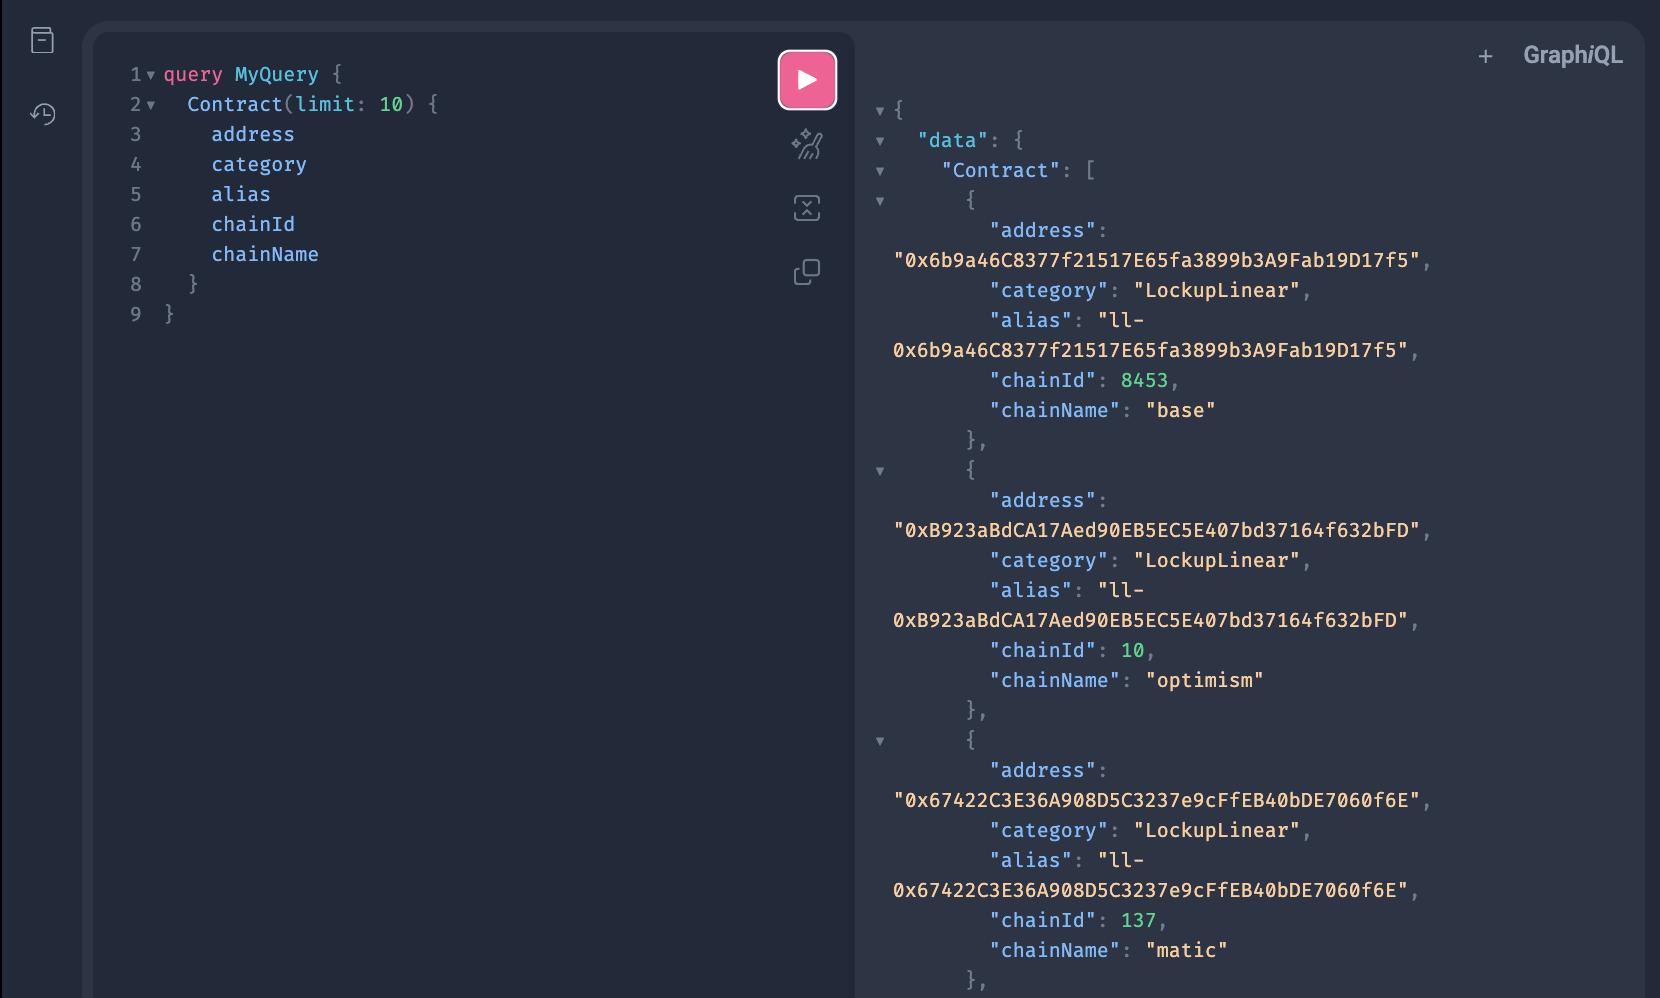 1 query MyQuery {
2 Contract(limit: 10) {
3 address
4 category
5 alias
6 chainId
7 chainName
8 }
9 }
+ GraphiQL
{
"data": {
"Contract": [
{
"address":
"0x6b9a46C8377f21517E65fa3899b3A9Fab19D17f5",
"category": "LockupLinear",
"alias": "ll-
0x6b9a46C8377f21517E65fa3899b3A9Fab19D17f5",
"chainId": 8453,
"chainName": "base"
},
{
"address":
"0xB923aBdCA17Aed90EB5EC5E407bd37164f632bFD",
"category": "LockupLinear",
"alias": "ll-
0xB923aBdCA17Aed90EB5EC5E407bd37164f632bFD",
"chainId": 10,
"chainName": "optimism"
},
{
"address":
"0x67422C3E36A908D5C3237e9cFfEB40bDE7060f6E",
"category": "LockupLinear",
"alias": "ll-
0x67422C3E36A908D5C3237e9cFfEB40bDE7060f6E",
"chainId": 137,
"chainName": "matic"
},